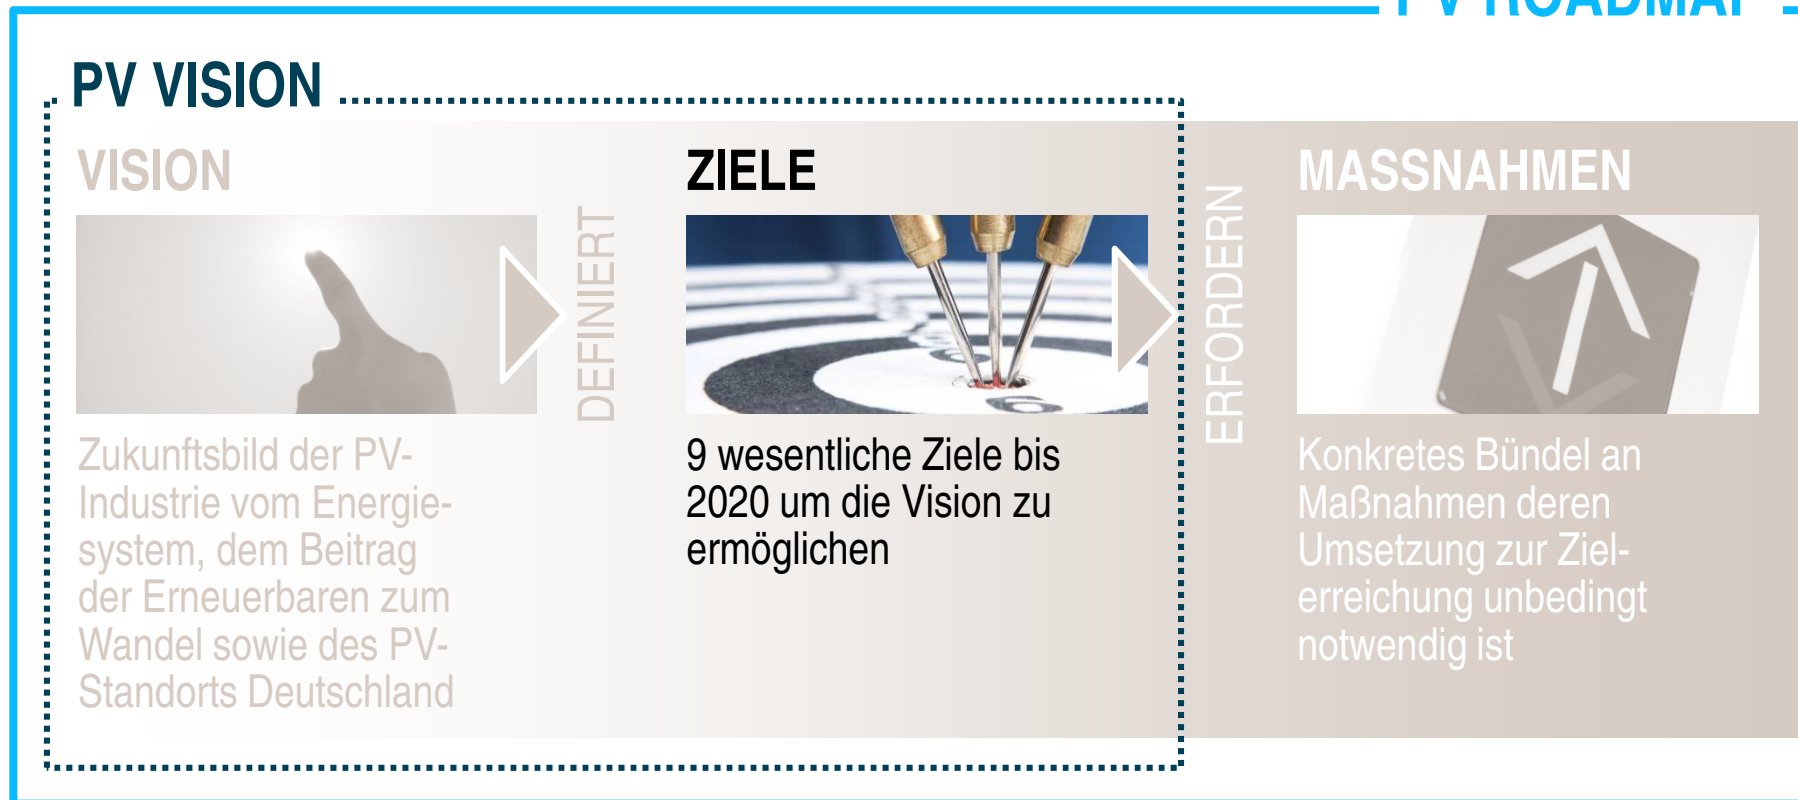 PV ROADMAP
PV VISION
VISION
DEFINIERT
Zukunftsbild der PV-
Industrie vom Energie-
system, dem Beitrag
der Erneuerbaren zum
Wandel sowie des PV-
Standorts Deutschland
ZIELE
ERFORDERN
9 wesentliche Ziele bis
2020 um die Vision zu
ermöglichen
MASSNAHMEN
Konkretes Bündel an
Maßnahmen deren
Umsetzung zur Ziel-
erreichung unbedingt
notwendig ist